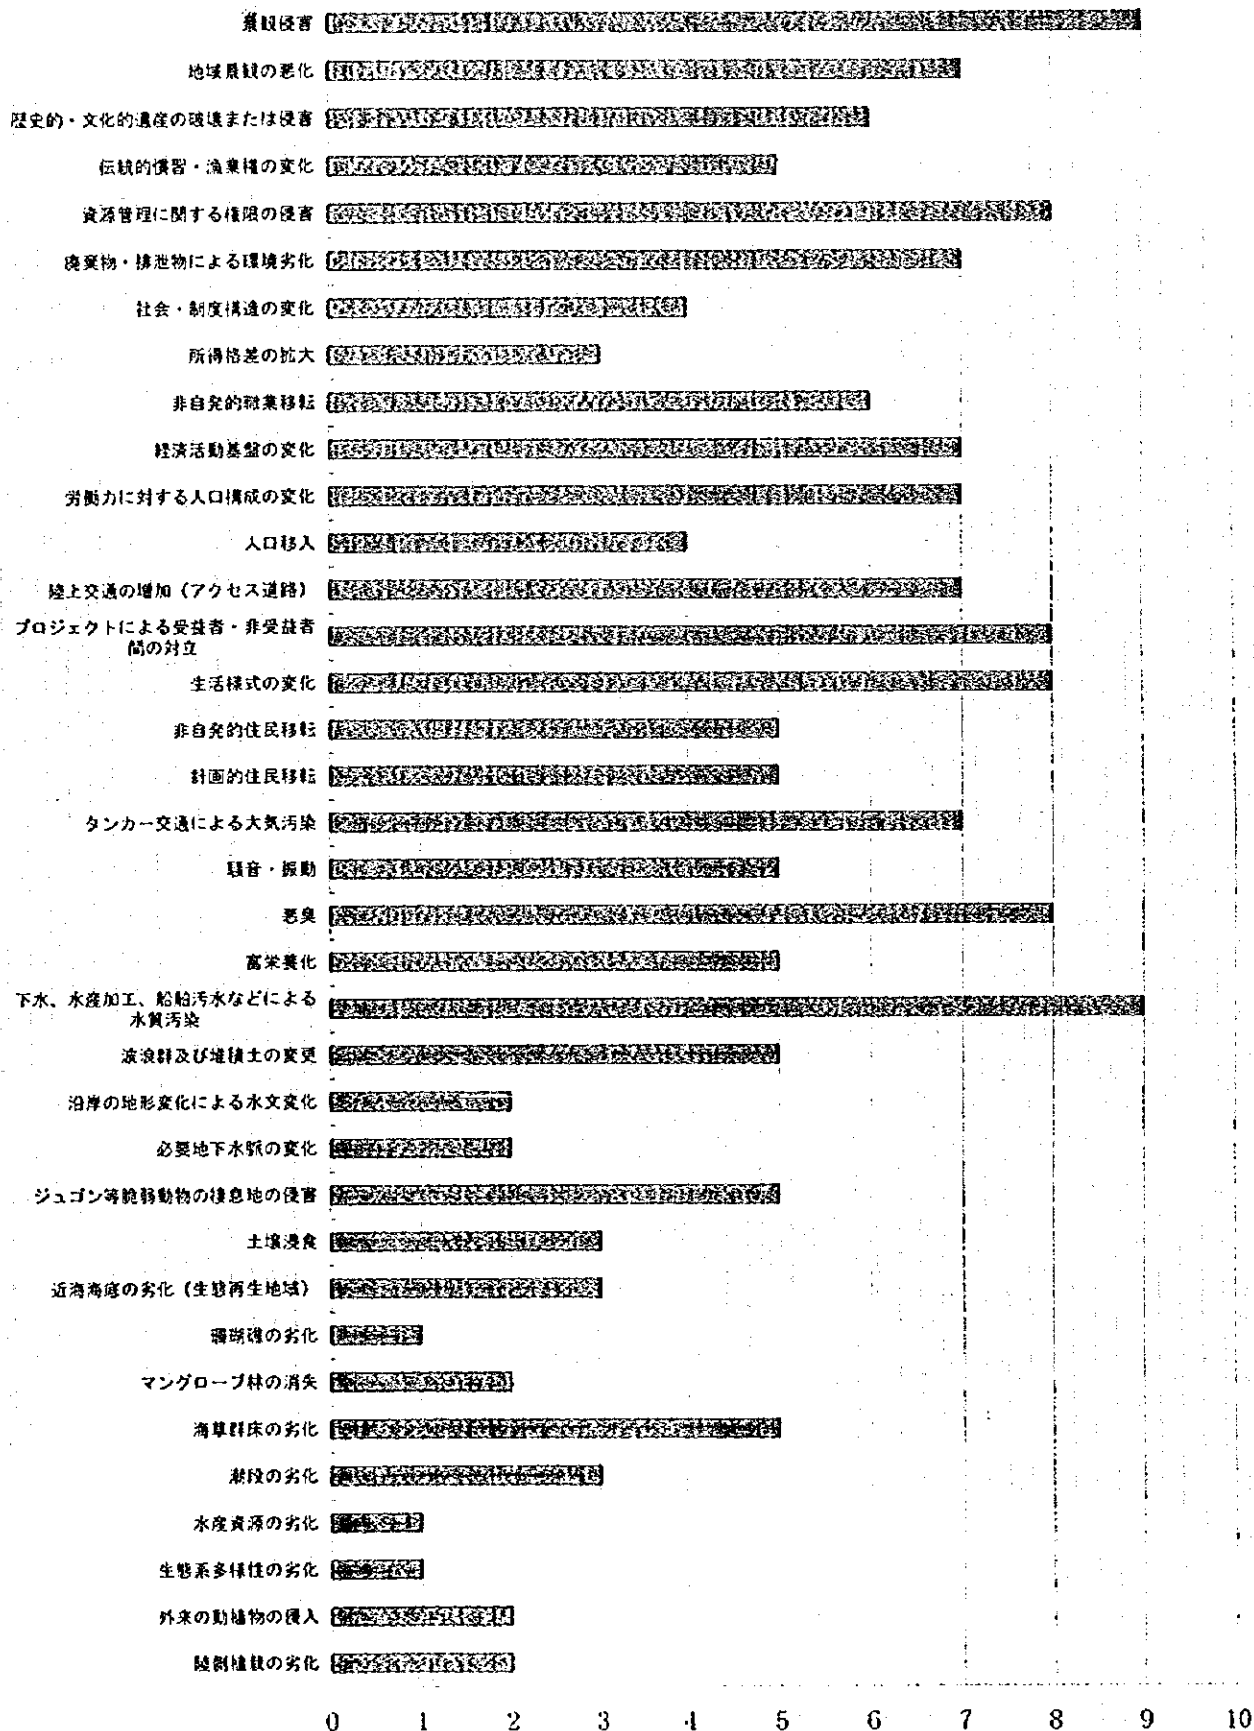 景観侵害
地域景観の悪化
歴史的・文化的遺産の破壊または侵害
伝統的慣習・漁業権の変化
資源管理に関する権限の侵害
廃棄物・排泄物による環境劣化
社会・制度構造の変化
所得格差の拡大
非自発的職業移転
経済活動基盤の変化
労働力に対する人口構成の変化
人口移入
陸上交通の増加（アクセス道路）
プロジェクトによる受益者・非受益者
間の対立
生活様式の変化
非自発的住民移転
計画的住民移転
タンカー交通による大気汚染
騒音・振動
悪臭
富栄養化
下水、水産加工、船舶汚水などによる
水質汚染
波浪群及び堆積土の変更
沿岸の地形変化による水文変化
必要地下水脈の変化
ジュゴン等脆弱動物の棲息地の侵害
土壌浸食
近海海底の劣化（生態再生地域）
珊瑚礁の劣化
マングローブ林の消失
海草群床の劣化
の劣化
水産資源の劣化
生態系多様性の劣化
外来の動植物の侵入
陸側植栽の劣化
0 1 2 3 4 5 6 7 8 9 10